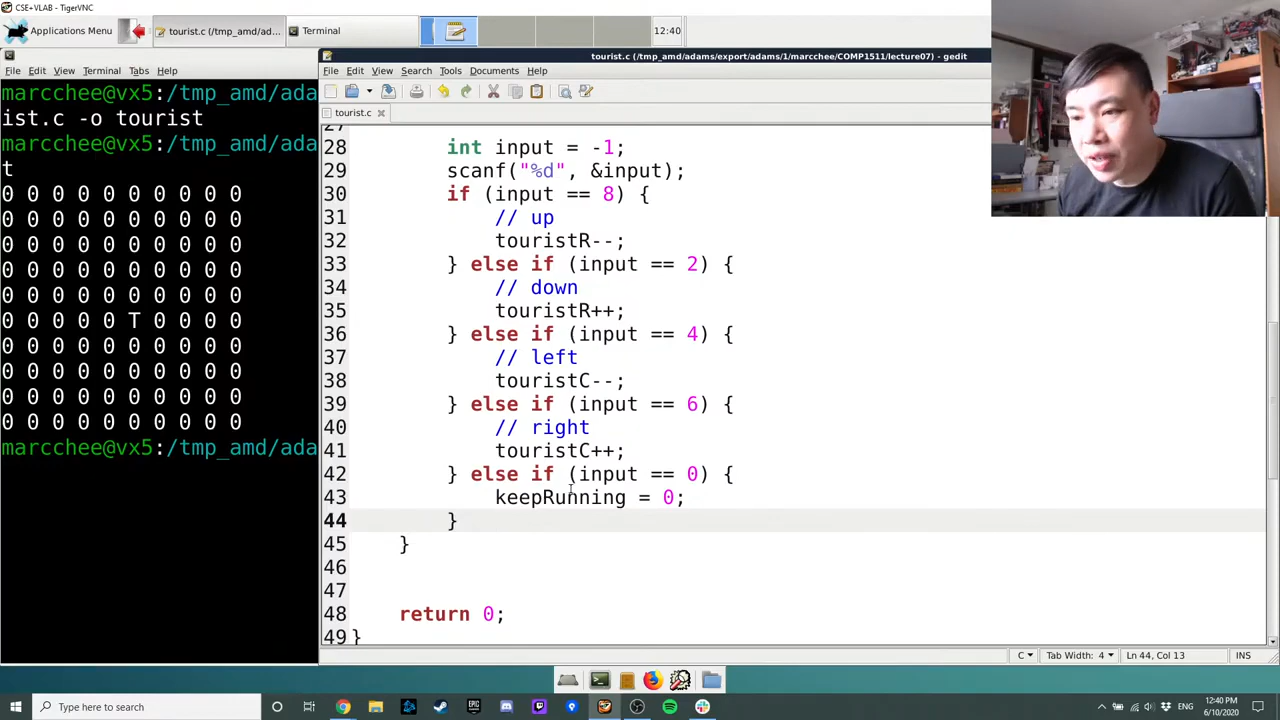 CSE+VLAB - TigerVNC
Applications Menu
tourist.c (/tmp_amd/ad...
Terminal
12:40
tourist.c (/tmp_amd/adams/export/adams/1/marcchee/COMP1511/lecture07) - gedit
File Edit View Terminal Tabs Help
File Edit View Search Tools Documents Help
tourist.c
marcchee@vx5:/tmp_amd/ada
ist.c -o tourist
marcchee@vx5:/tmp_amd/ada
t
0 0 0 0 0 0 0 0 0 0
0 0 0 0 0 0 0 0 0 0
0 0 0 0 0 0 0 0 0 0
0 0 0 0 0 0 0 0 0 0
0 0 0 0 0 0 0 0 0 0
0 0 0 0 0 T 0 0 0 0
0 0 0 0 0 0 0 0 0 0
0 0 0 0 0 0 0 0 0 0
0 0 0 0 0 0 0 0 0 0
0 0 0 0 0 0 0 0 0 0
marcchee@vx5:/tmp_amd/ada
27
28 int input = -1;
29 scanf("%d", &input);
30 if (input == 8) {
31 // up
32 touristR--;
33 } else if (input == 2) {
34 // down
35 touristR++;
36 } else if (input == 4) {
37 // left
38 touristC--;
39 } else if (input == 6) {
40 // right
41 touristC++;
42 } else if (input == 0) {
43 keepRunning = 0;
44 }
45 }
46
47
48 return 0;
49 }
C Tab Width: 4 Ln 44, Col 13 INS
Type here to search
ENG
12:40 PM
6/10/2020